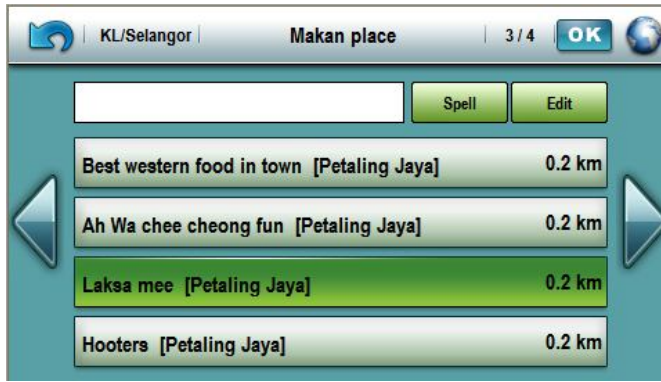 KL/Selangor Makan place 3/4 OK
Spell Edit
Best western food in town [Petaling Jaya] 0.2 km
Ah Wa chee cheong fun [Petaling Jaya] 0.2 km
Laksa mee [Petaling Jaya] 0.2 km
Hooters [Petaling Jaya] 0.2 km